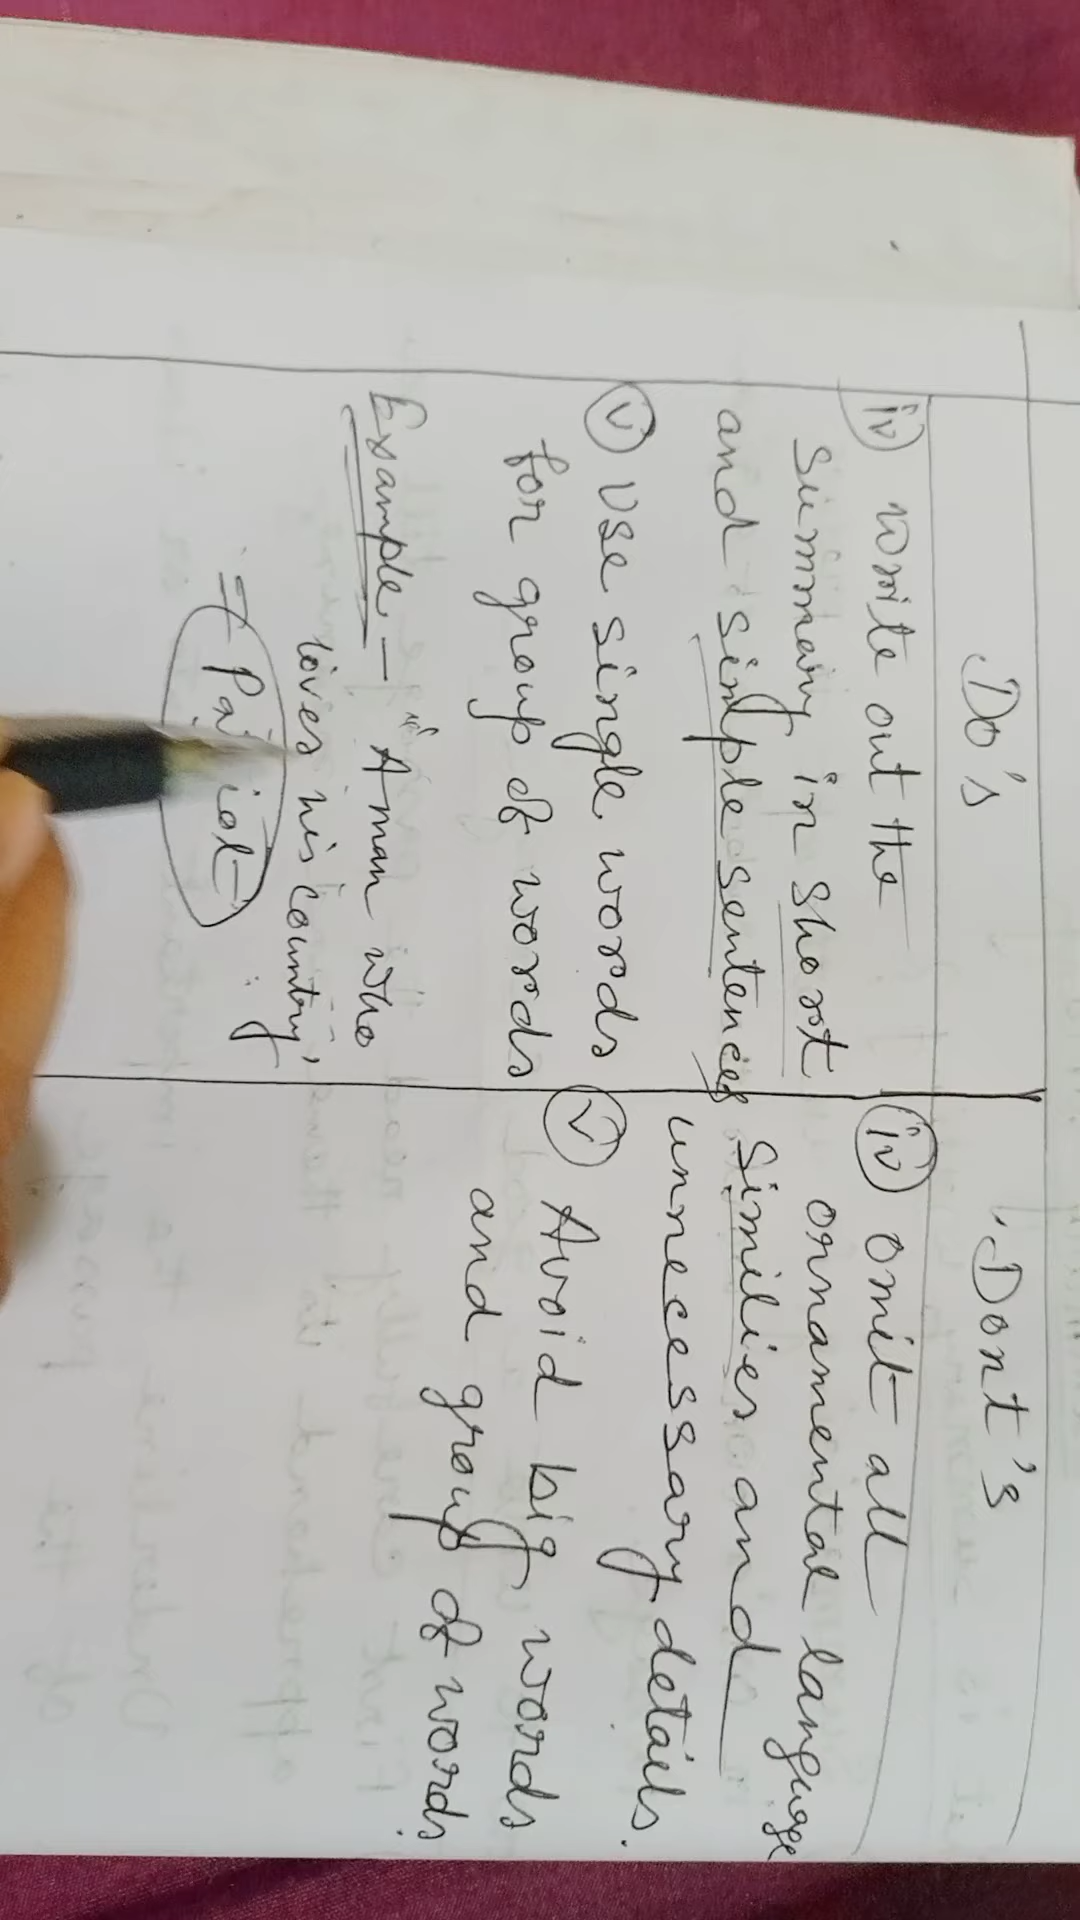 Do's
iv) write out the
summary in short
and simple sentences
v) Use single words
for group of words
Example - A man who
loves his country
Dont's
iv) omit all
ornamental language
Similies and
unnecessary details.
v) Avoid big words
and group of words.